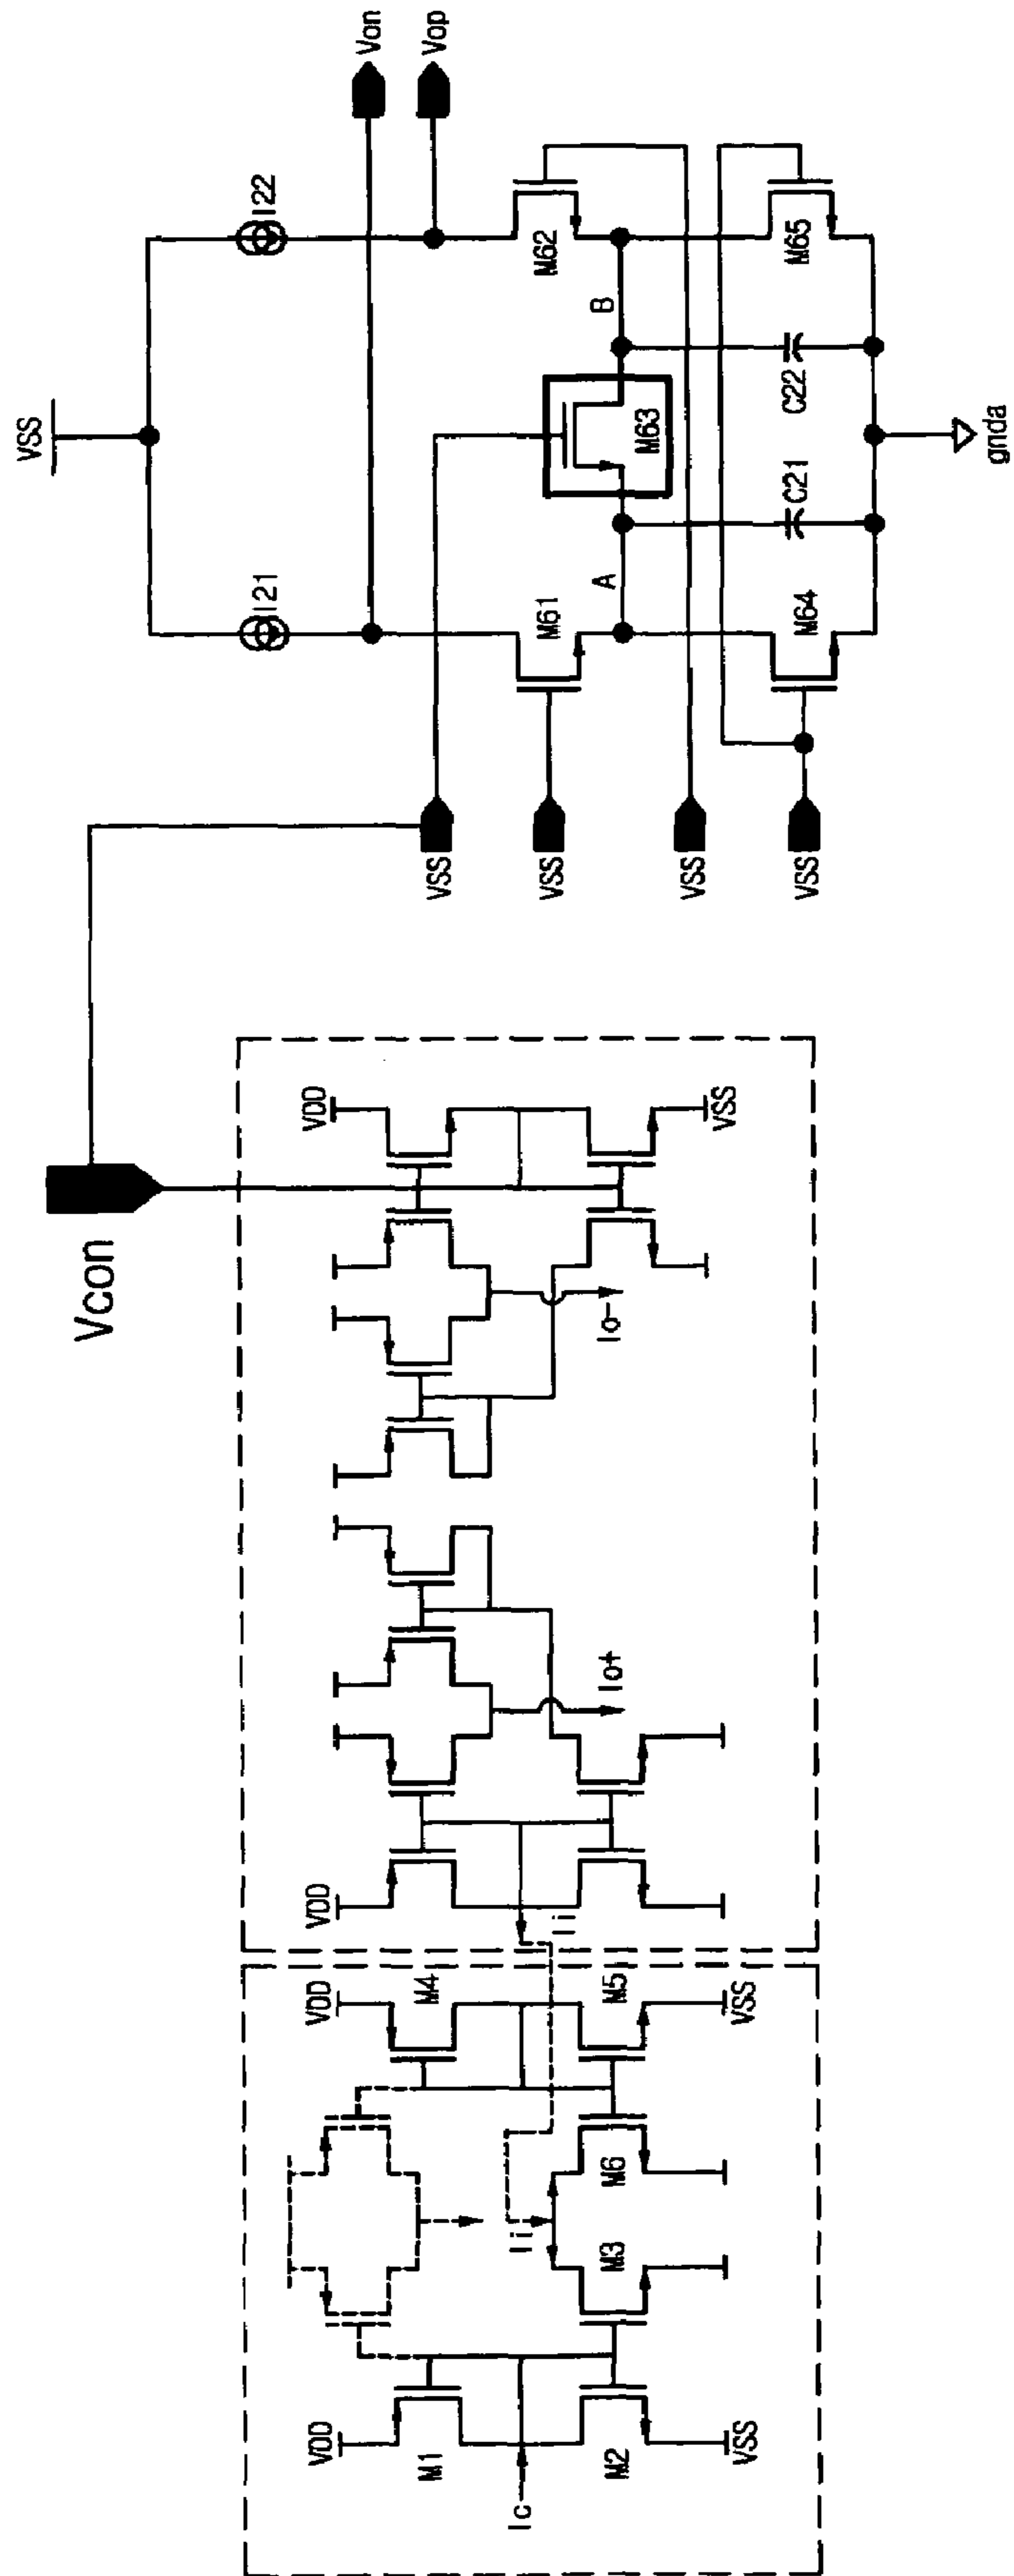 Ic
VDD
M1
M2
VSS
Ii
M3
M6
VDD
M4
M5
VSS
VDD
Ii
Io+
Io-
VDD
VSS
Vcon
VSS
VSS
VSS
VSS
VSS
I21
I22
Von
Vop
M61
M62
A
B
M63
M64
M65
C21
C22
gnda